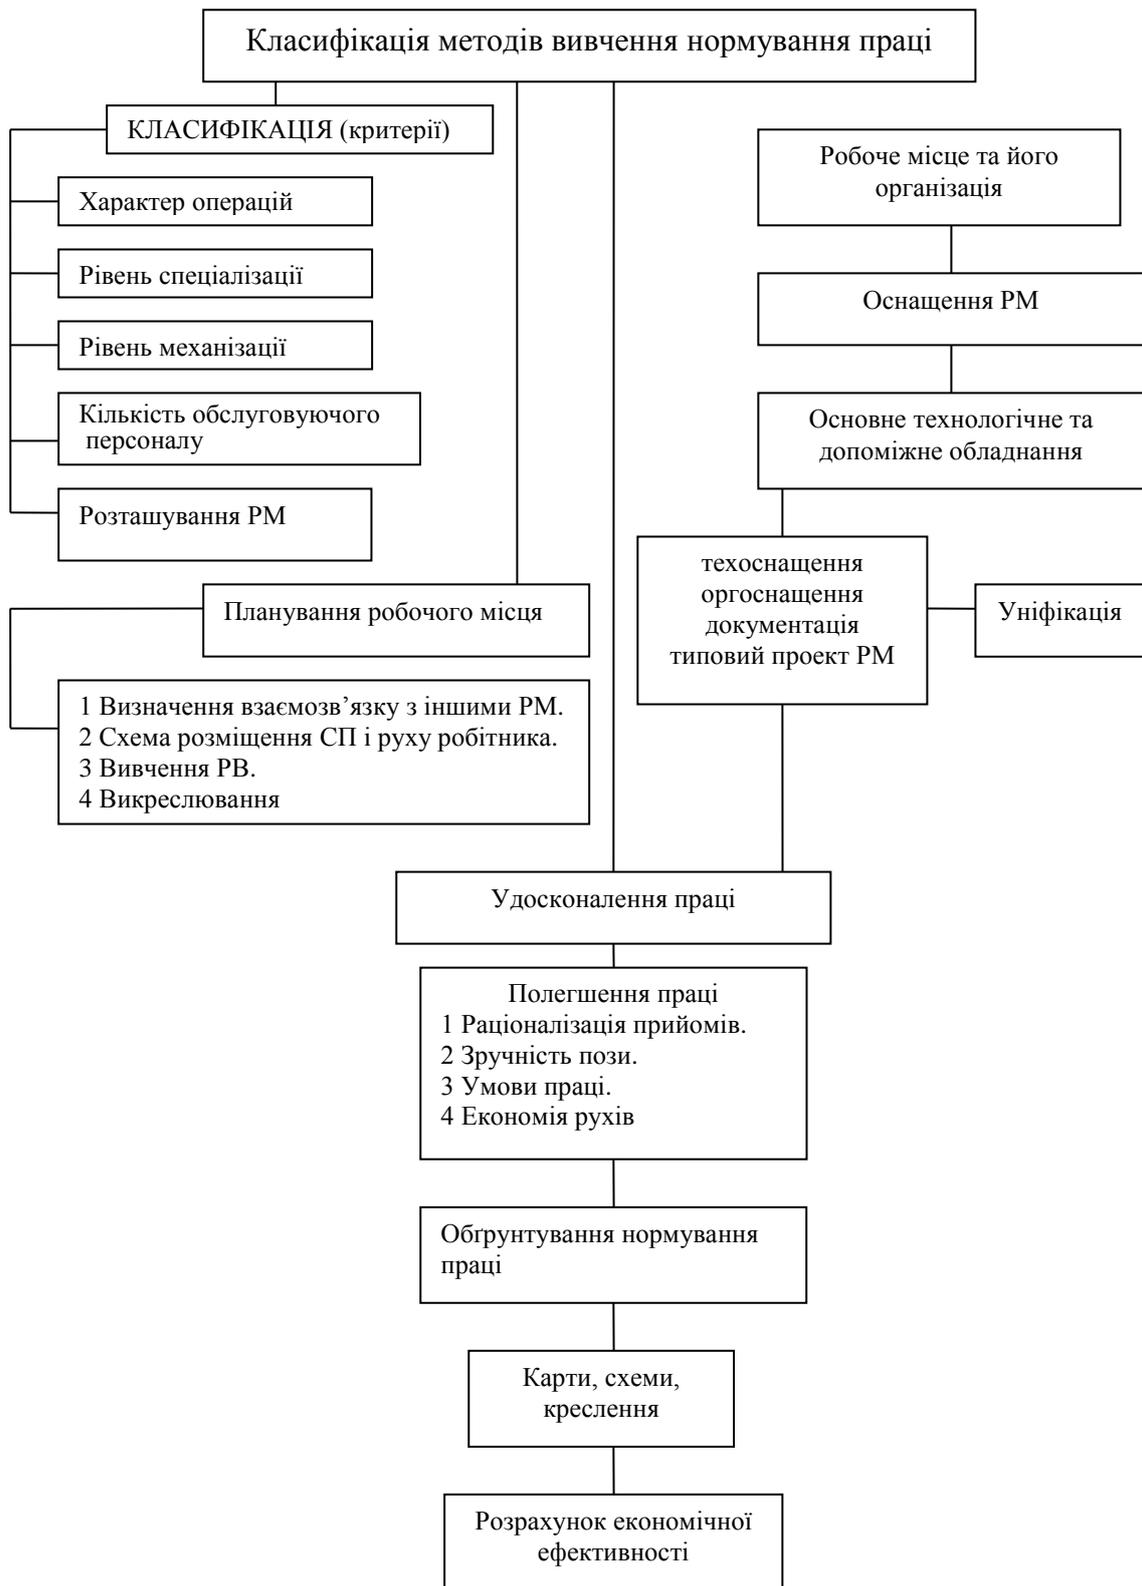 Класифікація методів вивчення нормування праці
КЛАСИФІКАЦІЯ (критерії)
Характер операцій
Рівень спеціалізації
Рівень механізації
Кількість обслуговуючого
персоналу
Розташування РМ
Робоче місце та його
організація
Оснащення РМ
Основне технологічне та
допоміжне обладнання
техоснащення
оргоснащення
документація
типовий проект РМ
Уніфікація
Планування робочого місця
1 Визначення взаємозв’язку з іншими РМ.
2 Схема розміщення СП і руху робітника.
3 Вивчення РВ.
4 Викреслювання
Удосконалення праці
Полегшення праці
1 Раціоналізація прийомів.
2 Зручність пози.
3 Умови праці.
4 Економія рухів
Обґрунтування нормування
праці
Карти, схеми,
креслення
Розрахунок економічної
ефективності